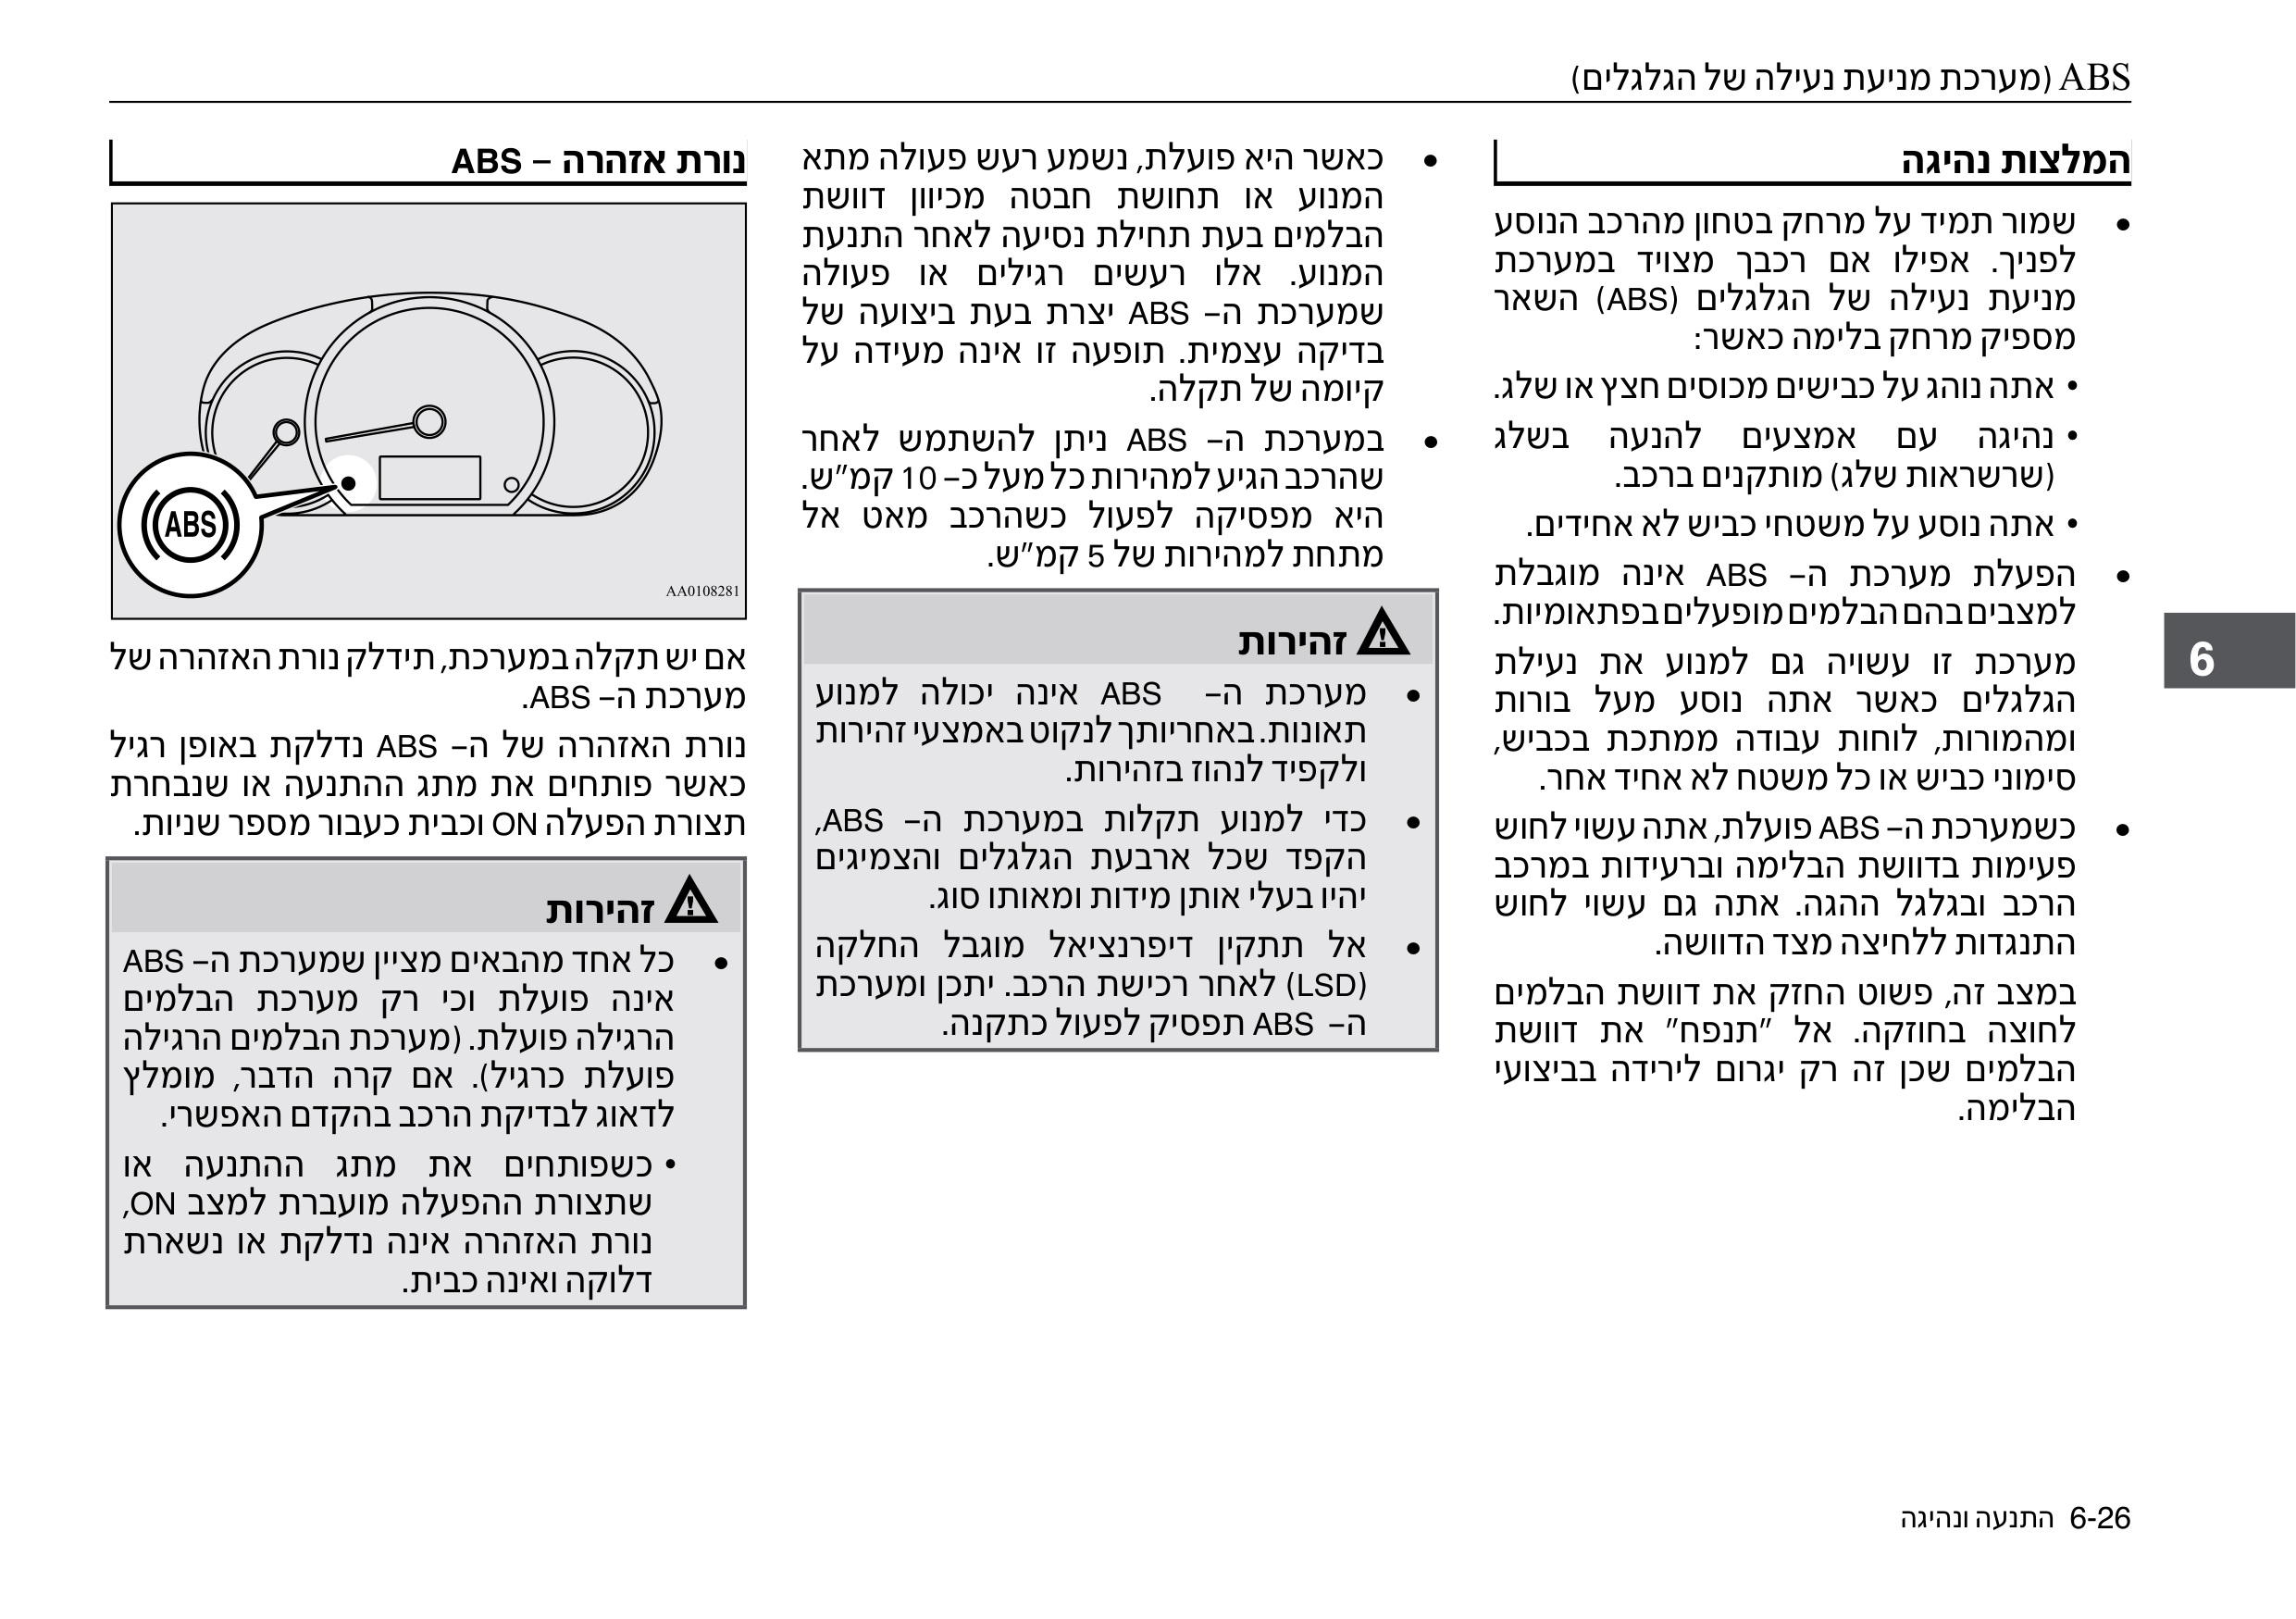 ABS (מערכת מניעת נעילה של הגלגלים)
המלצות נהיגה
● שמור תמיד על מרחק בטחון מהרכב הנוסע
לפניך. אפילו אם רכבך מצויד במערכת
מניעת נעילה של הגלגלים (ABS) השאר
מספיק מרחק בלימה כאשר:
• אתה נוהג על כבישים מכוסים חצץ או שלג.
• נהיגה עם אמצעים להנעה בשלג
(שרשראות שלג) מותקנים ברכב.
• אתה נוסע על משטחי כביש לא אחידים.
● הפעלת מערכת ה– ABS אינה מוגבלת
למצבים בהם הבלמים מופעלים בפתאומיות.
מערכת זו עשויה גם למנוע את נעילת
הגלגלים כאשר אתה נוסע מעל בורות
ומהמורות, לוחות עבודה ממתכת בכביש,
סימוני כביש או כל משטח לא אחיד אחר.
● כשמערכת ה– ABS פועלת, אתה עשוי לחוש
פעימות בדוושת הבלימה וברעידות במרכב
הרכב ובגלגל ההגה. אתה גם עשוי לחוש
התנגדות ללחיצה מצד הדוושה.
במצב זה, פשוט החזק את דוושת הבלמים
לחוצה בחוזקה. אל "תנפח" את דוושת
הבלמים שכן זה רק יגרום לירידה בביצועי
הבלימה.
● כאשר היא פועלת, נשמע רעש פעולה מתא
המנוע או תחושת חבטה מכיוון דוושת
הבלמים בעת תחילת נסיעה לאחר התנעת
המנוע. אלו רעשים רגילים או פעולה
שמערכת ה– ABS יצרת בעת ביצועה של
בדיקה עצמית. תופעה זו אינה מעידה על
קיומה של תקלה.
● במערכת ה– ABS ניתן להשתמש לאחר
שהרכב הגיע למהירות כל מעל כ– 10 קמ"ש.
היא מפסיקה לפעול כשהרכב מאט אל
מתחת למהירות של 5 קמ"ש.
זהירות
● מערכת ה– ABS אינה יכולה למנוע
תאונות. באחריותך לנקוט באמצעי זהירות
ולקפיד לנהוז בזהירות.
● כדי למנוע תקלות במערכת ה– ABS,
הקפד שכל ארבעת הגלגלים והצמיגים
יהיו בעלי אותן מידות ומאותו סוג.
● אל תתקין דיפרנציאל מוגבל החלקה
(LSD) לאחר רכישת הרכב. יתכן ומערכת
ה– ABS תפסיק לפעול כתקנה.
נורת אזהרה – ABS
ABS
AA0108281
אם יש תקלה במערכת, תידלק נורת האזהרה של
מערכת ה– ABS.
נורת האזהרה של ה– ABS נדלקת באופן רגיל
כאשר פותחים את מתג ההתנעה או שנבחרת
תצורת הפעלה ON וכבית כעבור מספר שניות.
זהירות
● כל אחד מהבאים מציין שמערכת ה– ABS
אינה פועלת וכי רק מערכת הבלמים
הרגילה פועלת. (מערכת הבלמים הרגילה
פועלת כרגיל). אם קרה הדבר, מומלץ
לדאוג לבדיקת הרכב בהקדם האפשרי.
• כשפותחים את מתג ההתנעה או
שתצורת ההפעלה מועברת למצב ON,
נורת האזהרה אינה נדלקת או נשארת
דלוקה ואינה כבית.
6
6-26 התנעה ונהיגה